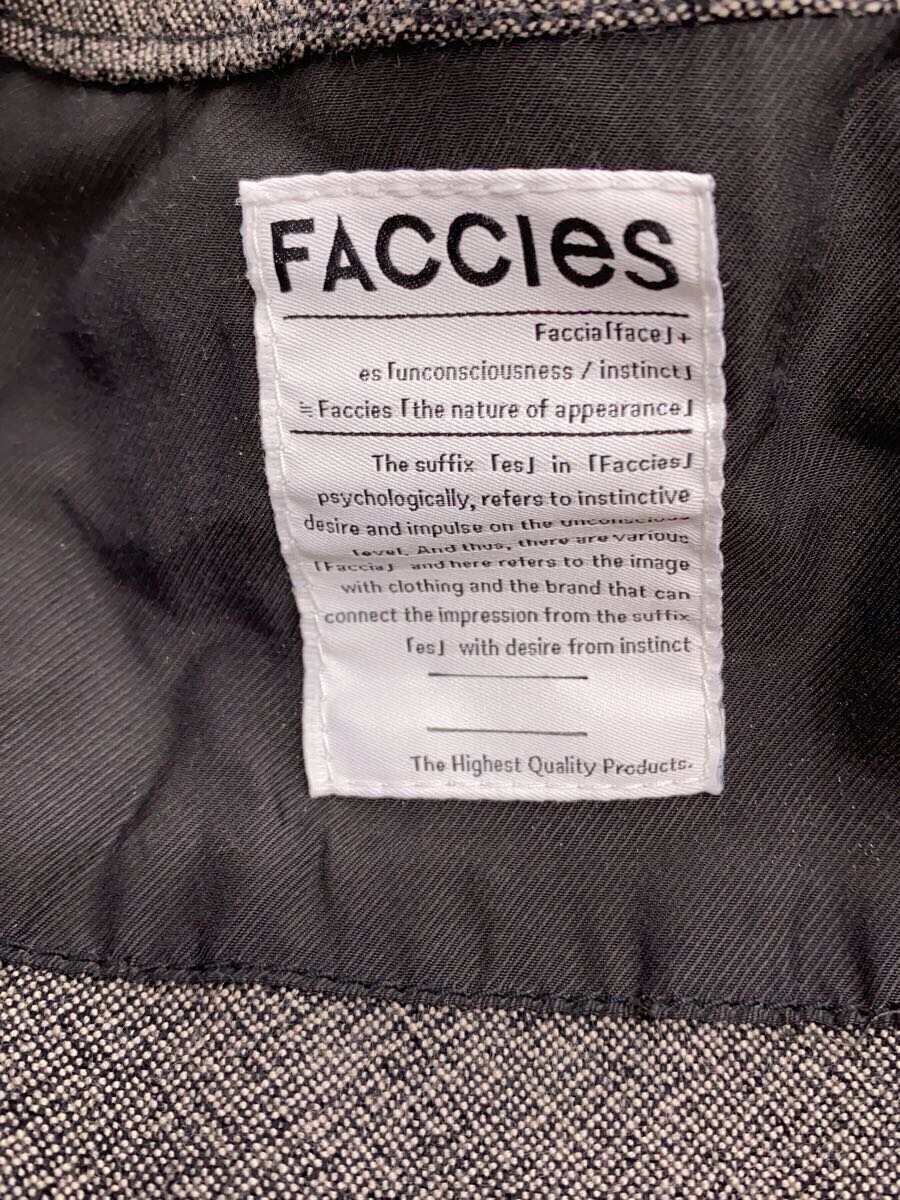 FACCIes
Faccia「face」+
es「unconsciousness / instinct」
≒ Faccies「the nature of appearance」
The suffix 「es」 in 「Faccies」
psychologically, refers to instinctive
desire and impulse on the unconscious
level. And thus, there are various
「Faccia」 and here refers to the image
with clothing and the brand that can
connect the impression from the suffix
「es」 with desire from instinct
The Highest Quality Products.